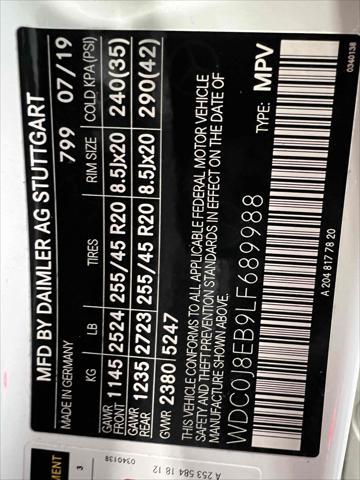 MFD BY DAIMLER AG STUTTGART
MADE IN GERMANY 799 07/19
KG LB TIRES RIM SIZE COLD KPA(PSI)
GAWR FRONT 1145 2524 255/45 R20 8.5Jx20 240(35)
GAWR REAR 1235 2723 255/45 R20 8.5Jx20 290(42)
GVWR 2380 5247
THIS VEHICLE CONFORMS TO ALL APPLICABLE FEDERAL MOTOR VEHICLE
SAFETY AND THEFT PREVENTION STANDARDS IN EFFECT ON THE DATE OF
MANUFACTURE SHOWN ABOVE.
WDC0J8EB9LF689988 TYPE: MPV
A 204 817 78 20
0340138
3
0340138
A 253 584 18 12